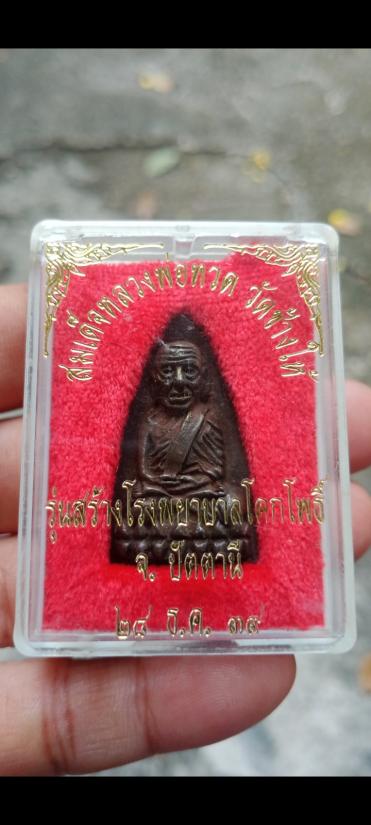 สมเด็จหลวงพ่อทวด วัดช้างให้
รุ่นสร้างโรงพยาบาลโคกโพธิ์
จ. ปัตตานี
๒๔ ธ.ค. ๓๙